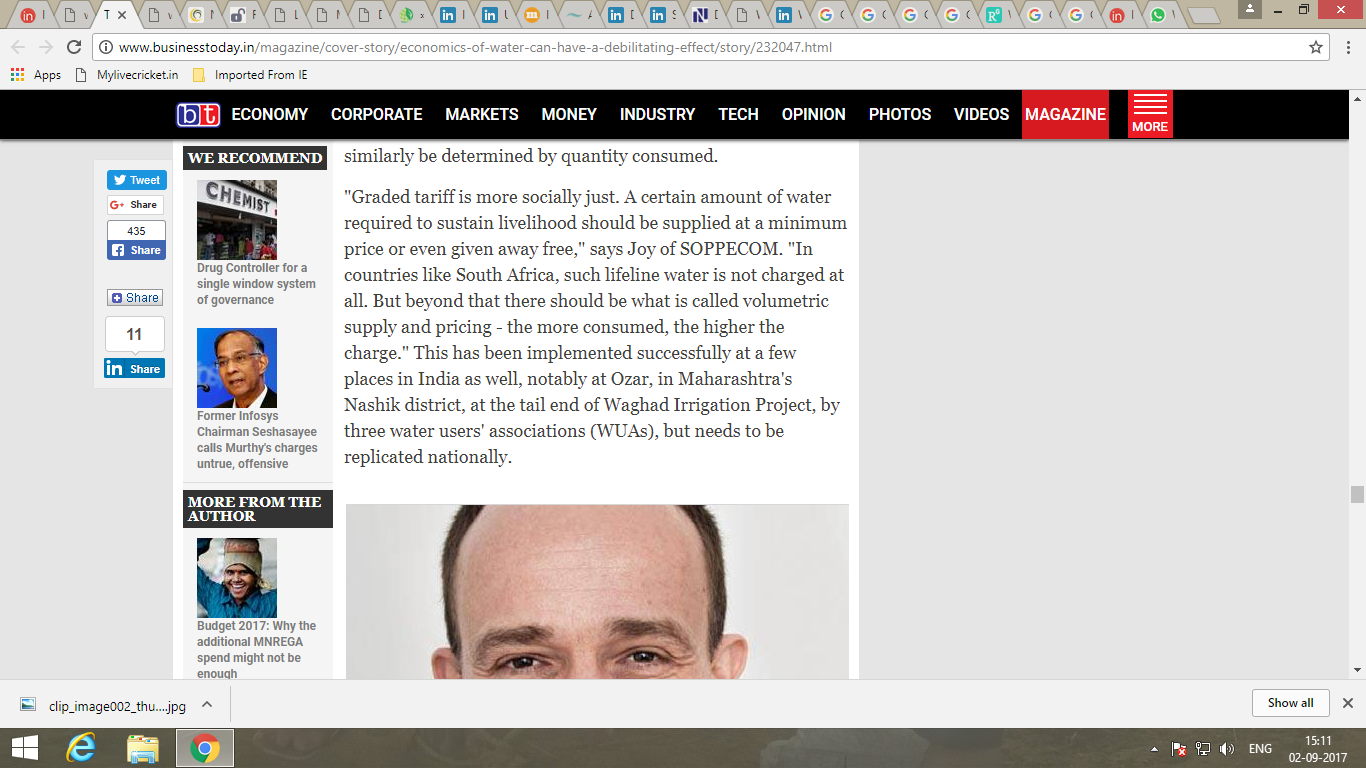 www.businesstoday.in/magazine/cover-story/economics-of-water-can-have-a-debilitating-effect/story/232047.html
Apps Mylivecricket.in Imported From IE
bt ECONOMY CORPORATE MARKETS MONEY INDUSTRY TECH OPINION PHOTOS VIDEOS MAGAZINE MORE
Tweet
G+ Share
435
Share
Share
11
in Share
WE RECOMMEND
CHEMIST
Drug Controller for a
single window system
of governance
Former Infosys
Chairman Seshasayee
calls Murthy's charges
untrue, offensive
MORE FROM THE
AUTHOR
Budget 2017: Why the
additional MNREGA
spend might not be
enough
similarly be determined by quantity consumed.
"Graded tariff is more socially just. A certain amount of water
required to sustain livelihood should be supplied at a minimum
price or even given away free," says Joy of SOPPECOM. "In
countries like South Africa, such lifeline water is not charged at
all. But beyond that there should be what is called volumetric
supply and pricing - the more consumed, the higher the
charge." This has been implemented successfully at a few
places in India as well, notably at Ozar, in Maharashtra's
Nashik district, at the tail end of Waghad Irrigation Project, by
three water users' associations (WUAs), but needs to be
replicated nationally.
clip_image002_thu....jpg
Show all
ENG
15:11
02-09-2017